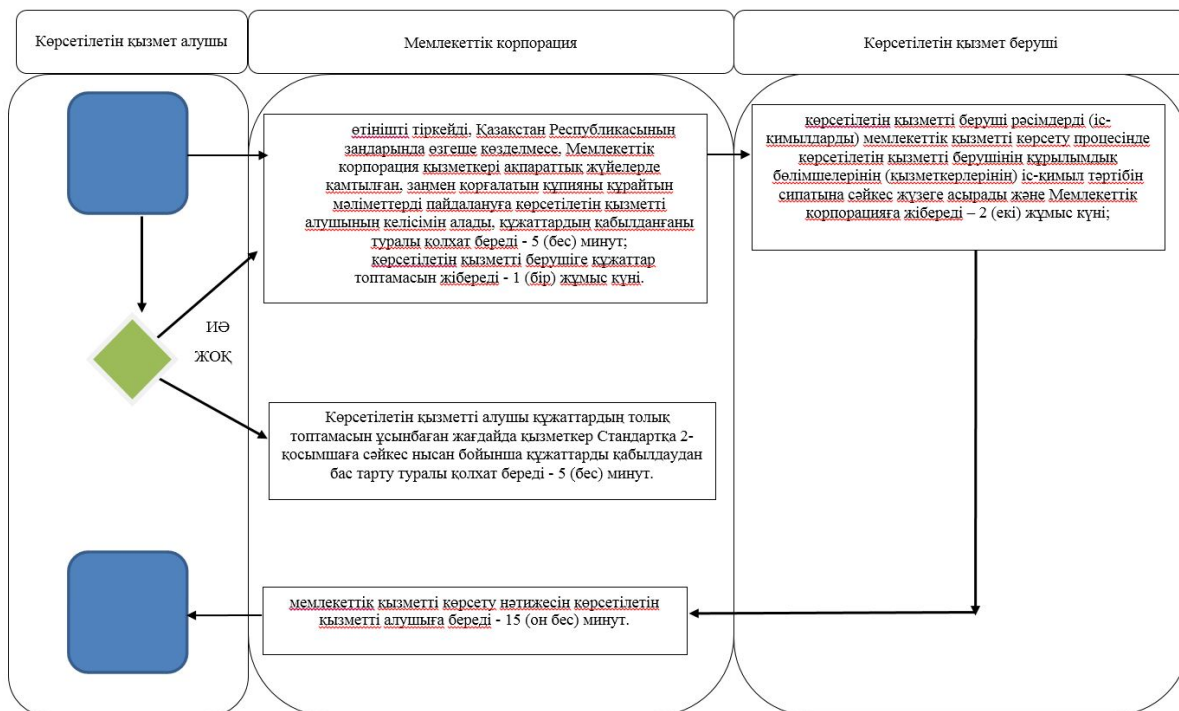 Көрсетілетін қызмет алушы
Мемлекеттік корпорация
Көрсетілетін қызмет беруші
өтінішті тіркейді, Қазақстан Республикасының
заңдарында өзгеше көзделмесе, Мемлекеттік
корпорация қызметкері ақпараттық жүйелерде
қамтылған, заңмен қорғалатын құпияны құрайтын
мәліметтерді пайдалануға көрсетілетін қызметті
алушының келісімін алады, құжаттардың қабылданғаны
туралы қолхат береді - 5 (бес) минут;
көрсетілетін қызметті берушіге құжаттар
топтамасын жібереді - 1 (бір) жұмыс күні.
көрсетілетін қызметті беруші рәсімдерді (іс-
қимылдарды) мемлекеттік қызметті көрсету процесінде
көрсетілетін қызметті берушінің құрылымдық
бөлімшелерінің (қызметкерлерінің) іс-қимыл тәртібін
сипатына сәйкес жүзеге асырады және Мемлекеттік
корпорацияға жібереді – 2 (екі) жұмыс күні;
ИӘ
ЖОҚ
Көрсетілетін қызметті алушы құжаттардың толық
топтамасын ұсынбаған жағдайда қызметкер Стандартқа 2-
қосымшаға сәйкес нысан бойынша құжаттарды қабылдаудан
бас тарту туралы қолхат береді - 5 (бес) минут.
мемлекеттік қызметті көрсету нәтижесін көрсетілетін
қызметті алушыға береді - 15 (он бес) минут.